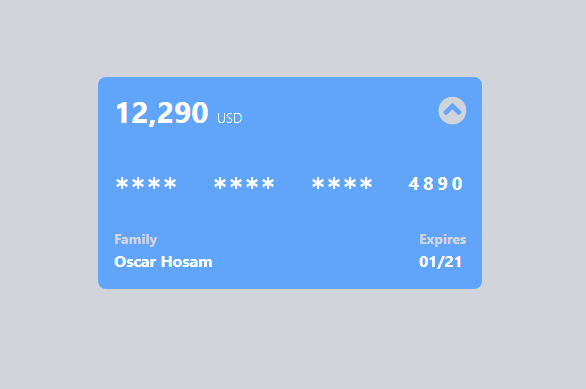 12,290 USD
**** **** **** 4890
Family Expires
Oscar Hosam 01/21